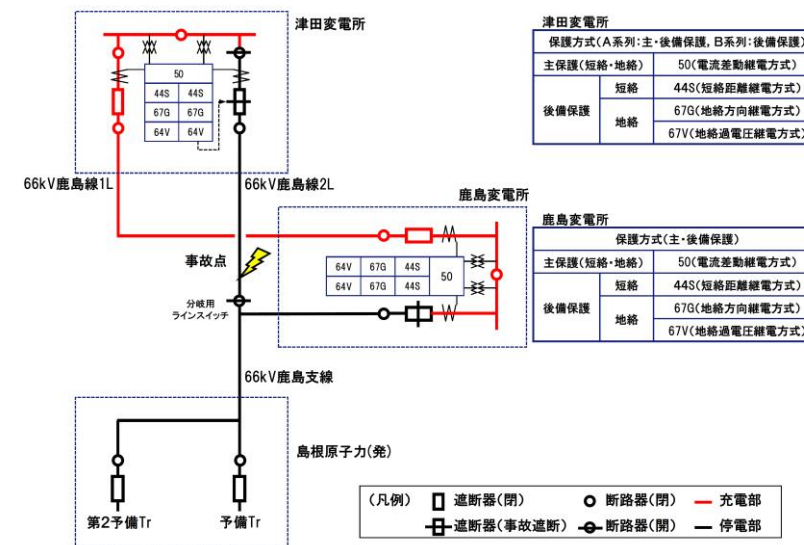 津田変電所
50
44S 44S
67G 67G
64V 64V
66kV鹿島線1L
66kV鹿島線2L
事故点
分岐用
ラインスイッチ
鹿島変電所
64V 67G 44S 50
64V 67G 44S
66kV鹿島支線
島根原子力(発)
第2予備Tr
予備Tr
津田変電所
保護方式(A系列:主・後備保護, B系列:後備保護)
主保護(短絡・地絡) 50(電流差動継電方式)
後備保護 短絡 44S(短絡距離継電方式)
地絡 67G(地絡方向継電方式)
67V(地絡過電圧継電方式)
鹿島変電所
保護方式(主・後備保護)
主保護(短絡・地絡) 50(電流差動継電方式)
後備保護 短絡 44S(短絡距離継電方式)
地絡 67G(地絡方向継電方式)
67V(地絡過電圧継電方式)
(凡例) 遮断器(閉) 断路器(閉) 充電部
遮断器(事故遮断) 断路器(開) 停電部